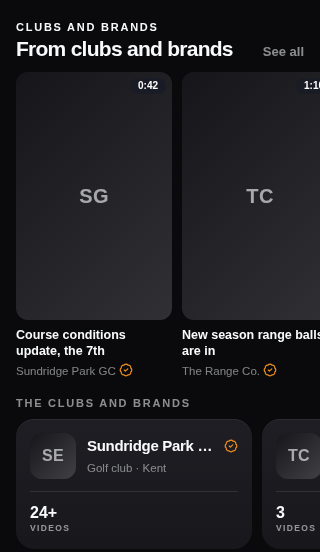 CLUBS AND BRANDS
From clubs and brands
See all
0:42
SG
TC
Course conditions
update, the 7th
Sundridge Park GC
New season range balls
are in
The Range Co.
THE CLUBS AND BRANDS
SE
Sundridge Park …
Golf club · Kent
24+
VIDEOS
TC
3
VIDEOS